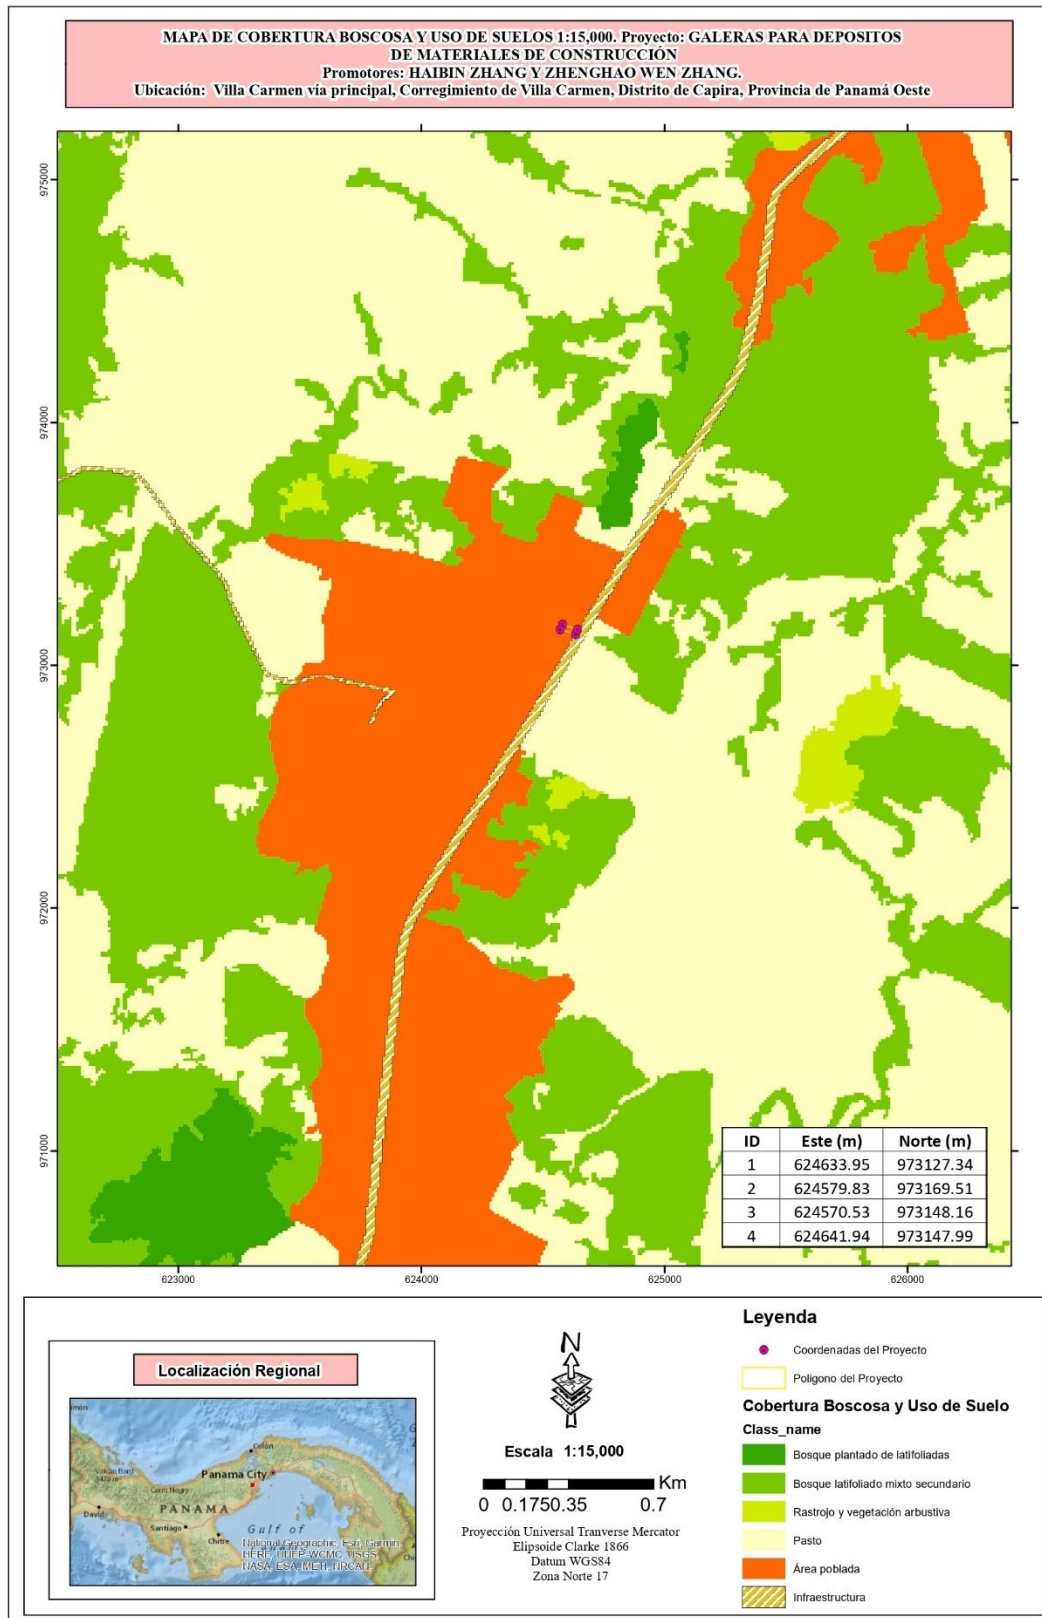 MAPA DE COBERTURA BOSCOSA Y USO DE SUELOS 1:15,000. Proyecto: GALERAS PARA DEPOSITOS
DE MATERIALES DE CONSTRUCCIÓN
Promotores: HAIBIN ZHANG Y ZHENGHAO WEN ZHANG.
Ubicación: Villa Carmen vía principal, Corregimiento de Villa Carmen, Distrito de Capira, Provincia de Panamá Oeste
975000
974000
973000
972000
971000
ID Este (m) Norte (m)
1 624633.95 973127.34
2 624579.83 973169.51
3 624570.53 973148.16
4 624641.94 973147.99
623000 624000 625000 626000
Localización Regional
Colón
Panama City
PANAMA
David
Santiago
Chitre
Gulf of
National Geographic, Esri, Garmin,
HERE, UNEP-WCMC, USGS,
NASA, ESA, METI, NRCAN,
N
Escala 1:15,000
Km
0 0.1750.35 0.7
Proyección Universal Tranverse Mercator
Elipsoide Clarke 1866
Datum WGS84
Zona Norte 17
Leyenda
Coordenadas del Proyecto
Poligono del Proyecto
Cobertura Boscosa y Uso de Suelo
Class_name
Bosque plantado de latifoliadas
Bosque latifoliado mixto secundario
Rastrojo y vegetación arbustiva
Pasto
Área poblada
Infraestructura